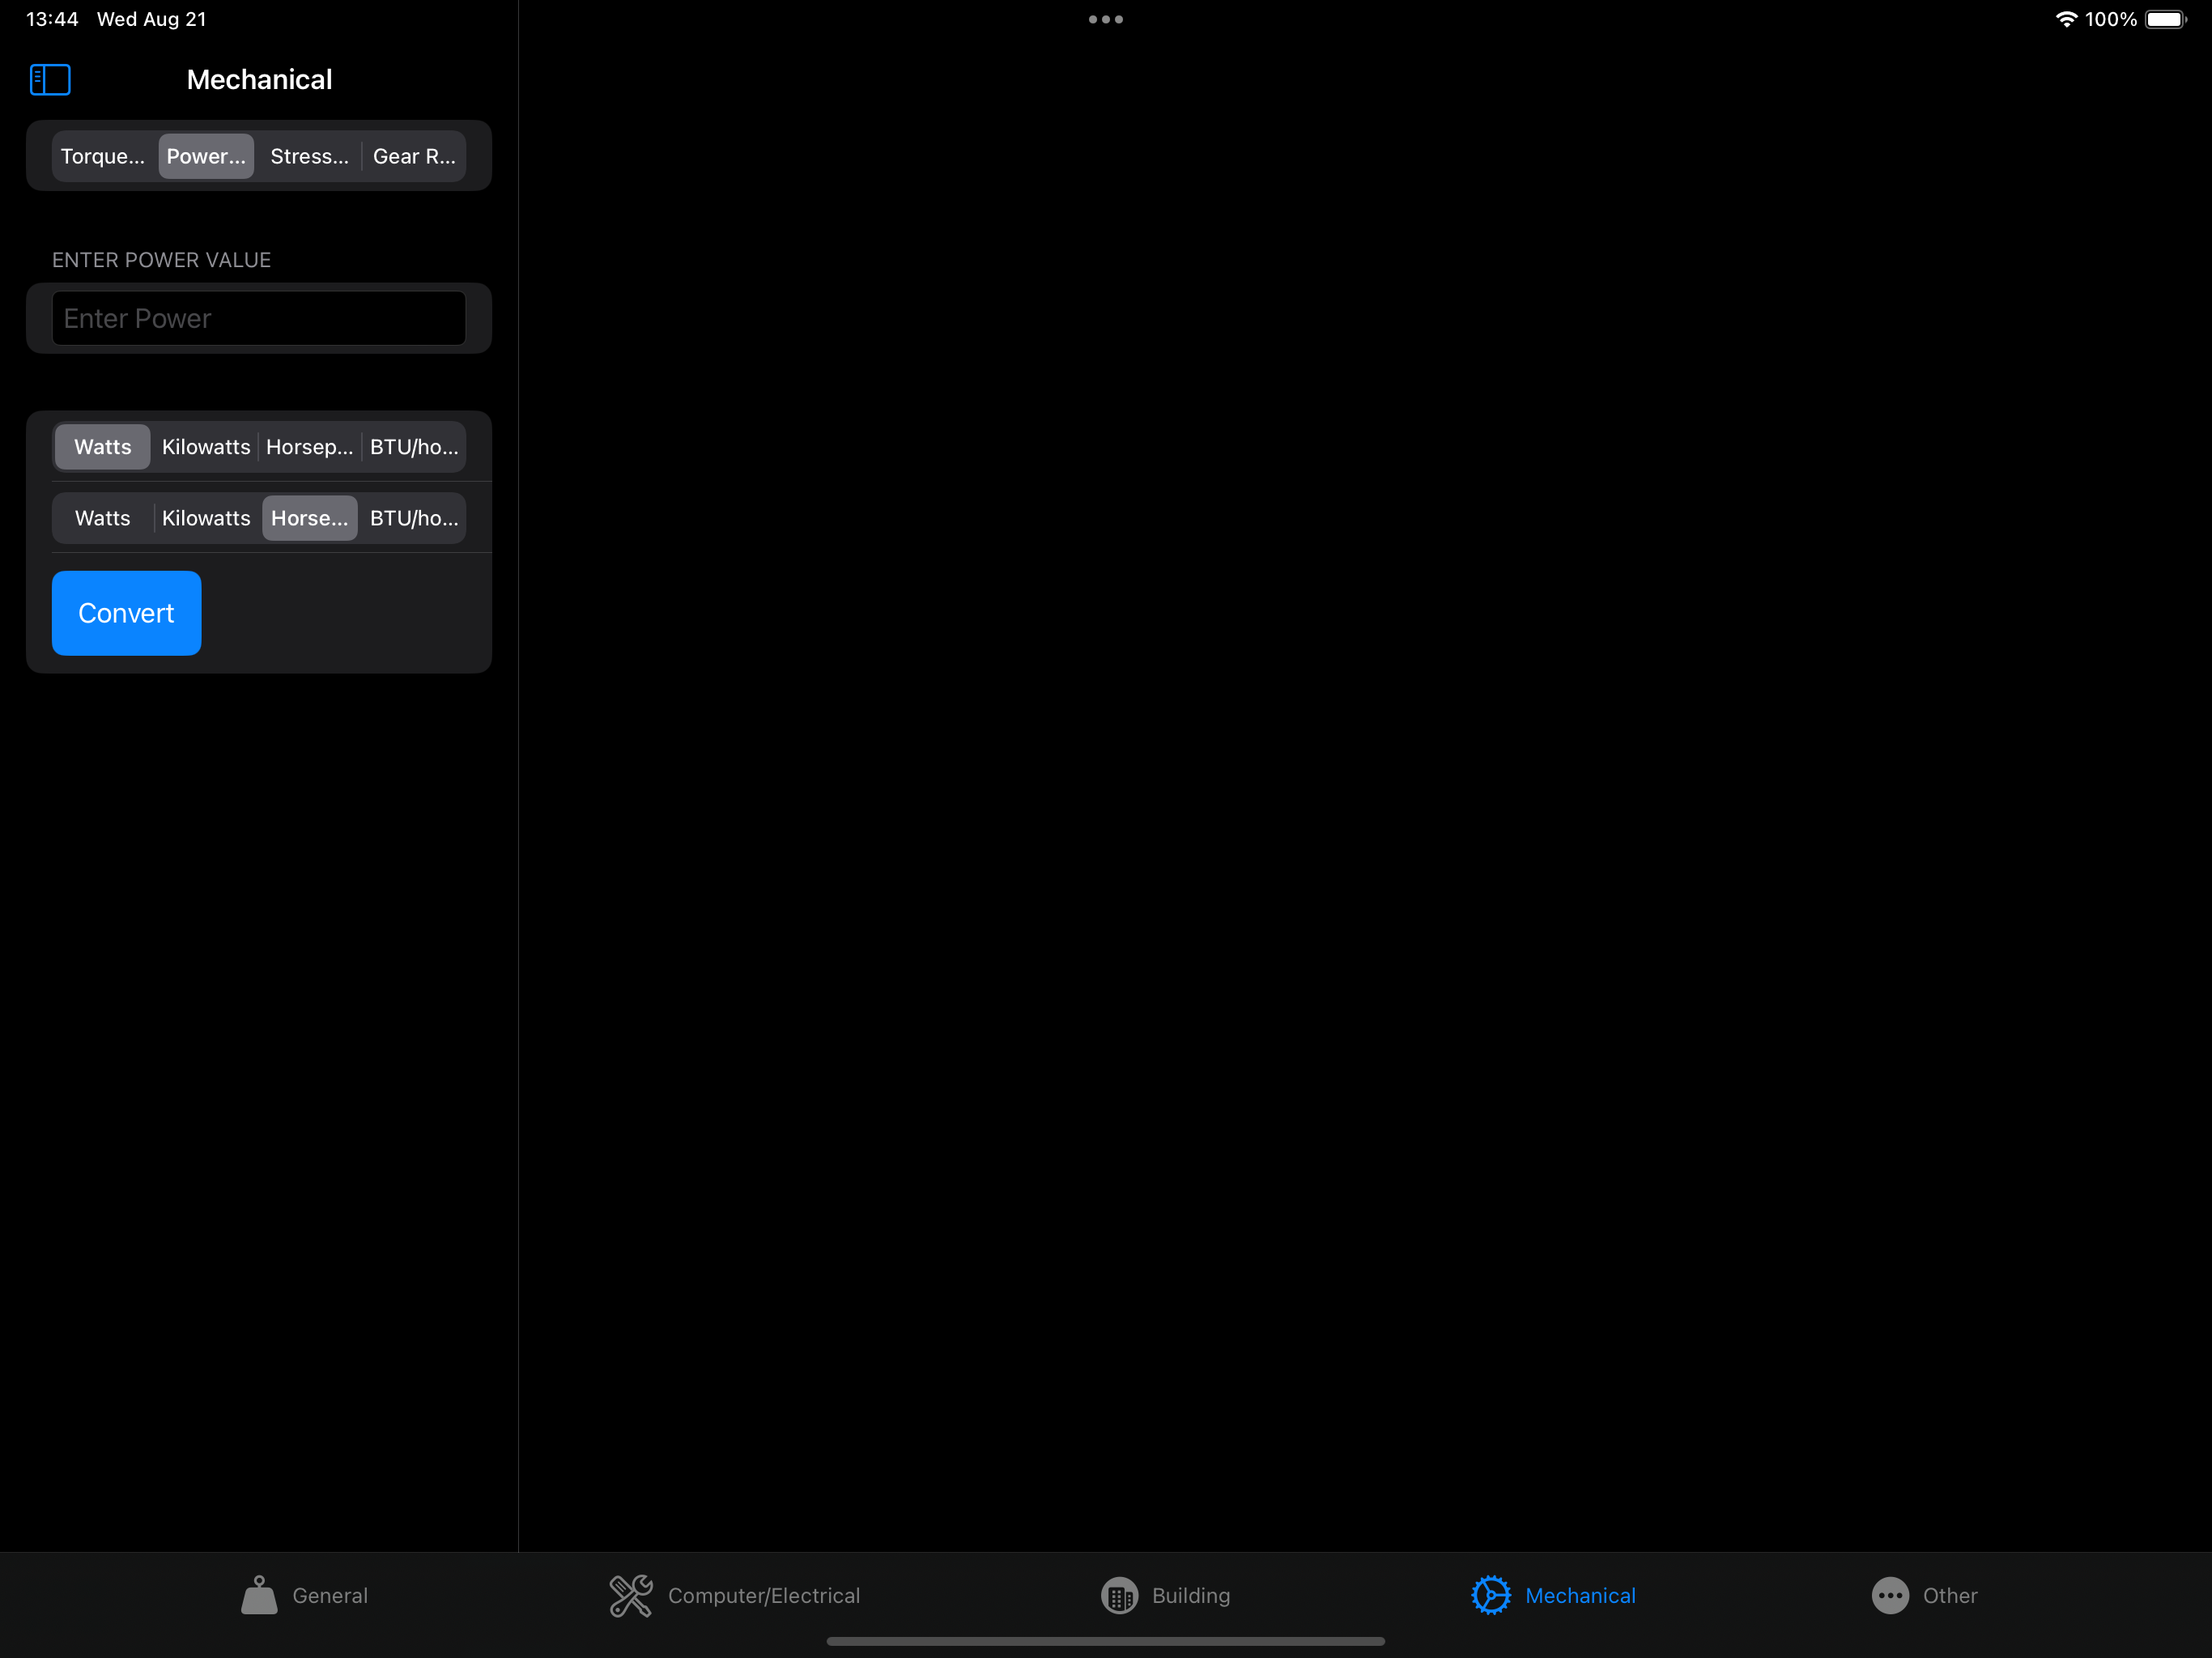 13:44 Wed Aug 21
100%
Mechanical
Torque... Power... Stress... Gear R...
ENTER POWER VALUE
Enter Power
Watts Kilowatts Horsep... BTU/ho...
Watts Kilowatts Horse... BTU/ho...
Convert
General Computer/Electrical Building Mechanical Other